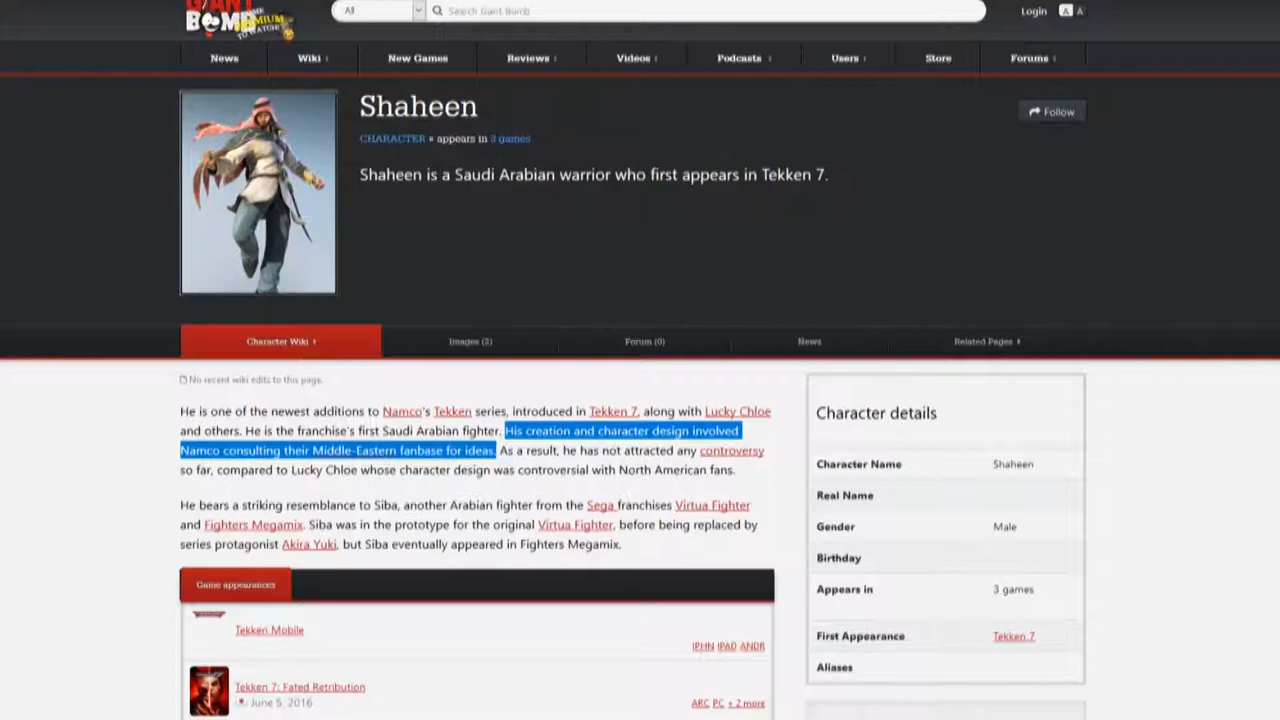 GIANT
BOMB
PREMIUM
TO WATCH
All
Search Giant Bomb
Login
A A
News
Wiki
New Games
Reviews
Videos
Podcasts
Users
Store
Forums
Shaheen
Follow
CHARACTER » appears in 3 games
Shaheen is a Saudi Arabian warrior who first appears in Tekken 7.
Character Wiki
Images (2)
Forum (0)
News
Related Pages
No recent wiki edits to this page.
He is one of the newest additions to Namco's Tekken series, introduced in Tekken 7, along with Lucky Chloe
and others. He is the franchise's first Saudi Arabian fighter. His creation and character design involved
Namco consulting their Middle-Eastern fanbase for ideas. As a result, he has not attracted any controversy
so far, compared to Lucky Chloe whose character design was controversial with North American fans.
He bears a striking resemblance to Siba, another Arabian fighter from the Sega franchises Virtua Fighter
and Fighters Megamix. Siba was in the prototype for the original Virtua Fighter, before being replaced by
series protagonist Akira Yuki, but Siba eventually appeared in Fighters Megamix.
Game appearances
Tekken Mobile
IPHN IPAD ANDR
Tekken 7: Fated Retribution
June 5, 2016
ARC PC + 2 more
Character details
Character Name Shaheen
Real Name
Gender Male
Birthday
Appears in 3 games
First Appearance Tekken 7
Aliases